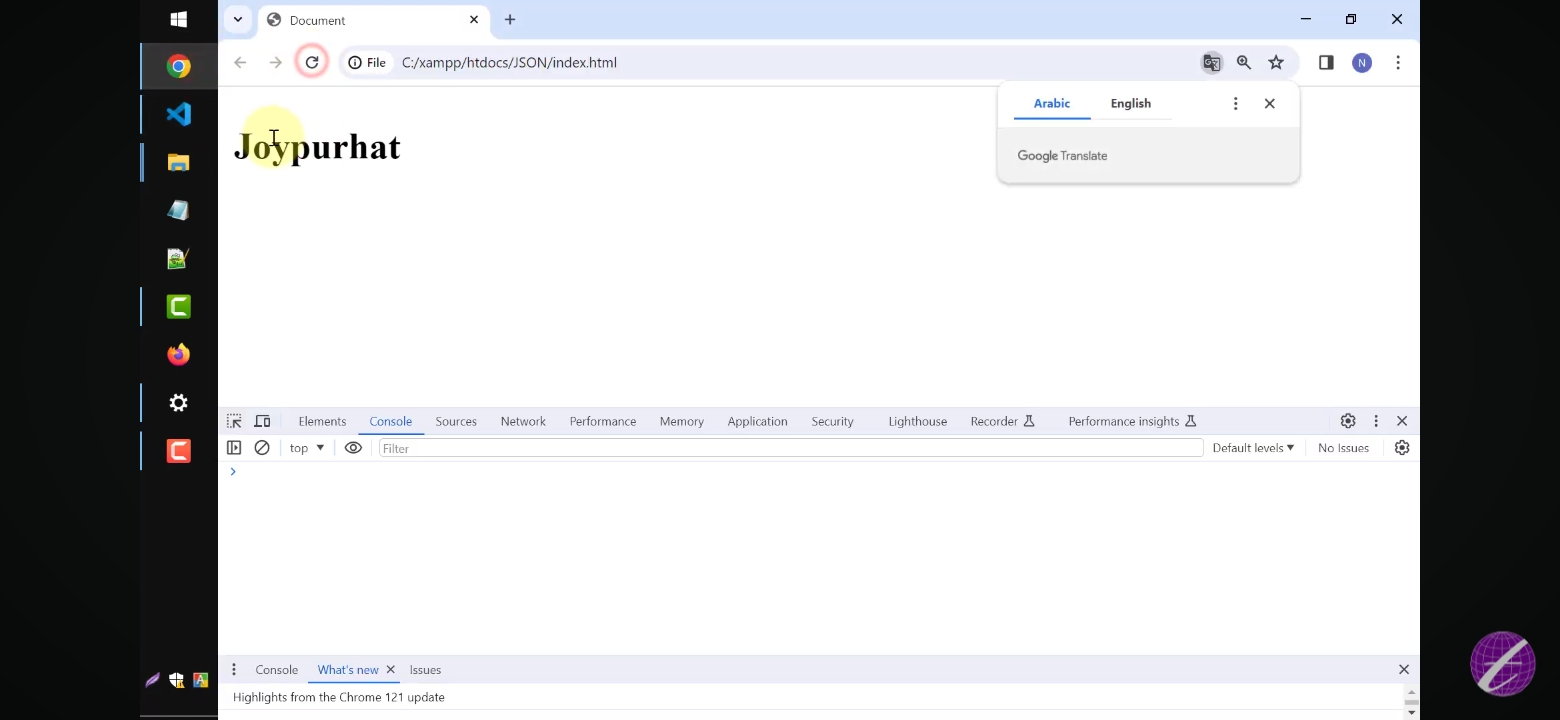 Document
File
C:/xampp/htdocs/JSON/index.html
Arabic English
Google Translate
Joypurhat
Elements Console Sources Network Performance Memory Application Security Lighthouse Recorder Performance insights
top Filter Default levels No Issues
Console What's new Issues
Highlights from the Chrome 121 update